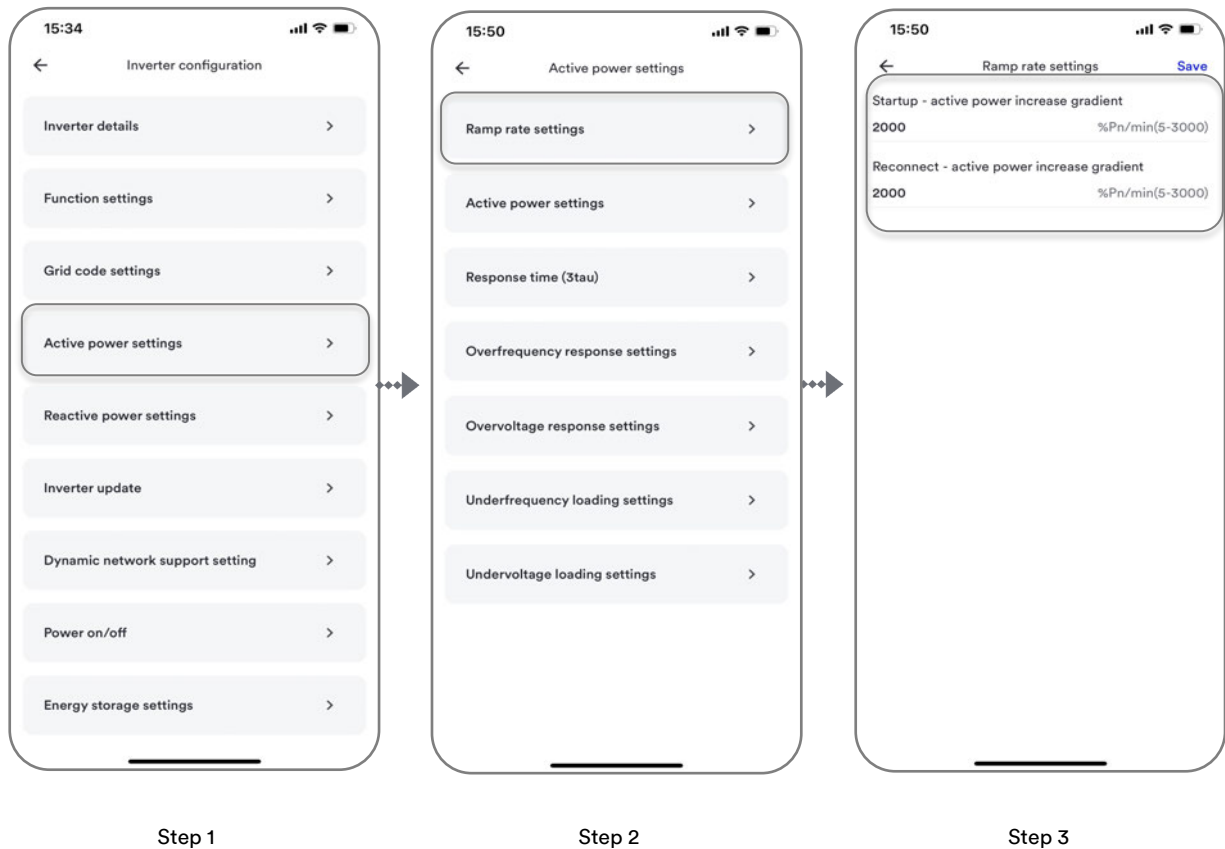 15:34
Inverter configuration
Inverter details
Function settings
Grid code settings
Active power settings
Reactive power settings
Inverter update
Dynamic network support setting
Power on/off
Energy storage settings
Step 1
15:50
Active power settings
Ramp rate settings
Active power settings
Response time (3tau)
Overfrequency response settings
Overvoltage response settings
Underfrequency loading settings
Undervoltage loading settings
Step 2
15:50
Ramp rate settings Save
Startup - active power increase gradient
2000 %Pn/min(5-3000)
Reconnect - active power increase gradient
2000 %Pn/min(5-3000)
Step 3